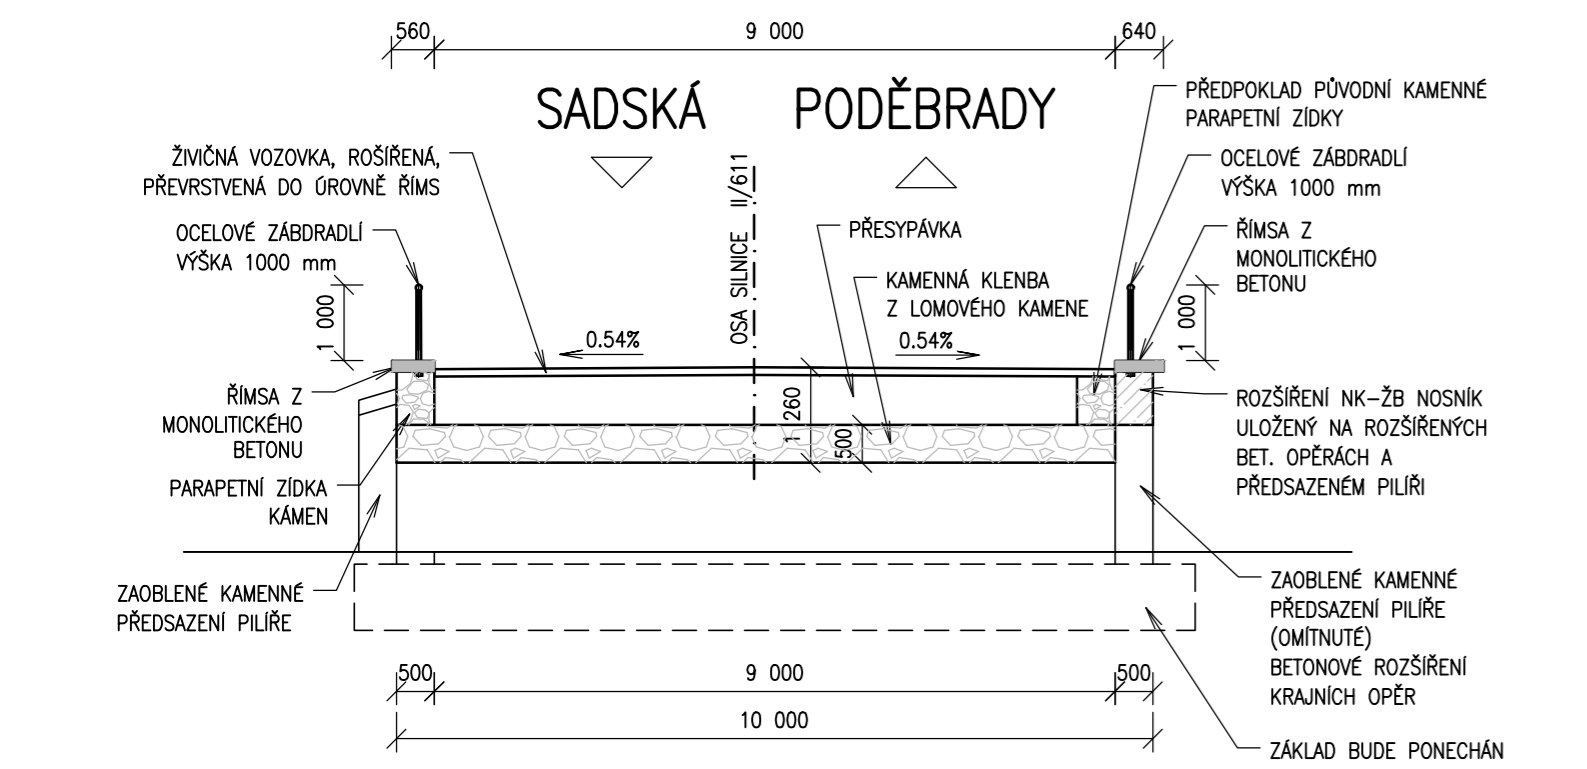 560
9 000
640
SADSKÁ
PODĚBRADY
ŽIVIČNÁ VOZOVKA, ROŠÍŘENÁ,
PŘEVRSTVENÁ DO ÚROVNĚ ŘÍMS
OCELOVÉ ZÁBDRADLÍ
VÝŠKA 1000 mm
1 000
OSA SILNICE II/611
PŘESYPÁVKA
KAMENNÁ KLENBA
Z LOMOVÉHO KAMENE
0.54%
0.54%
PŘEDPOKLAD PŮVODNÍ KAMENNÉ
PARAPETNÍ ZÍDKY
OCELOVÉ ZÁBDRADLÍ
VÝŠKA 1000 mm
ŘÍMSA Z
MONOLITICKÉHO
BETONU
1 000
ŘÍMSA Z
MONOLITICKÉHO
BETONU
1 260
500
ROZŠÍŘENÍ NK-ŽB NOSNÍK
ULOŽENÝ NA ROZŠÍŘENÝCH
BET. OPĚRÁCH A
PŘEDSAZENÉM PILÍŘI
PARAPETNÍ ZÍDKA
KÁMEN
ZAOBLENÉ KAMENNÉ
PŘEDSAZENÍ PILÍŘE
ZAOBLENÉ KAMENNÉ
PŘEDSAZENÍ PILÍŘE
(OMÍTNUTÉ)
BETONOVÉ ROZŠÍŘENÍ
KRAJNÍCH OPĚR
500
9 000
500
10 000
ZÁKLAD BUDE PONECHÁN